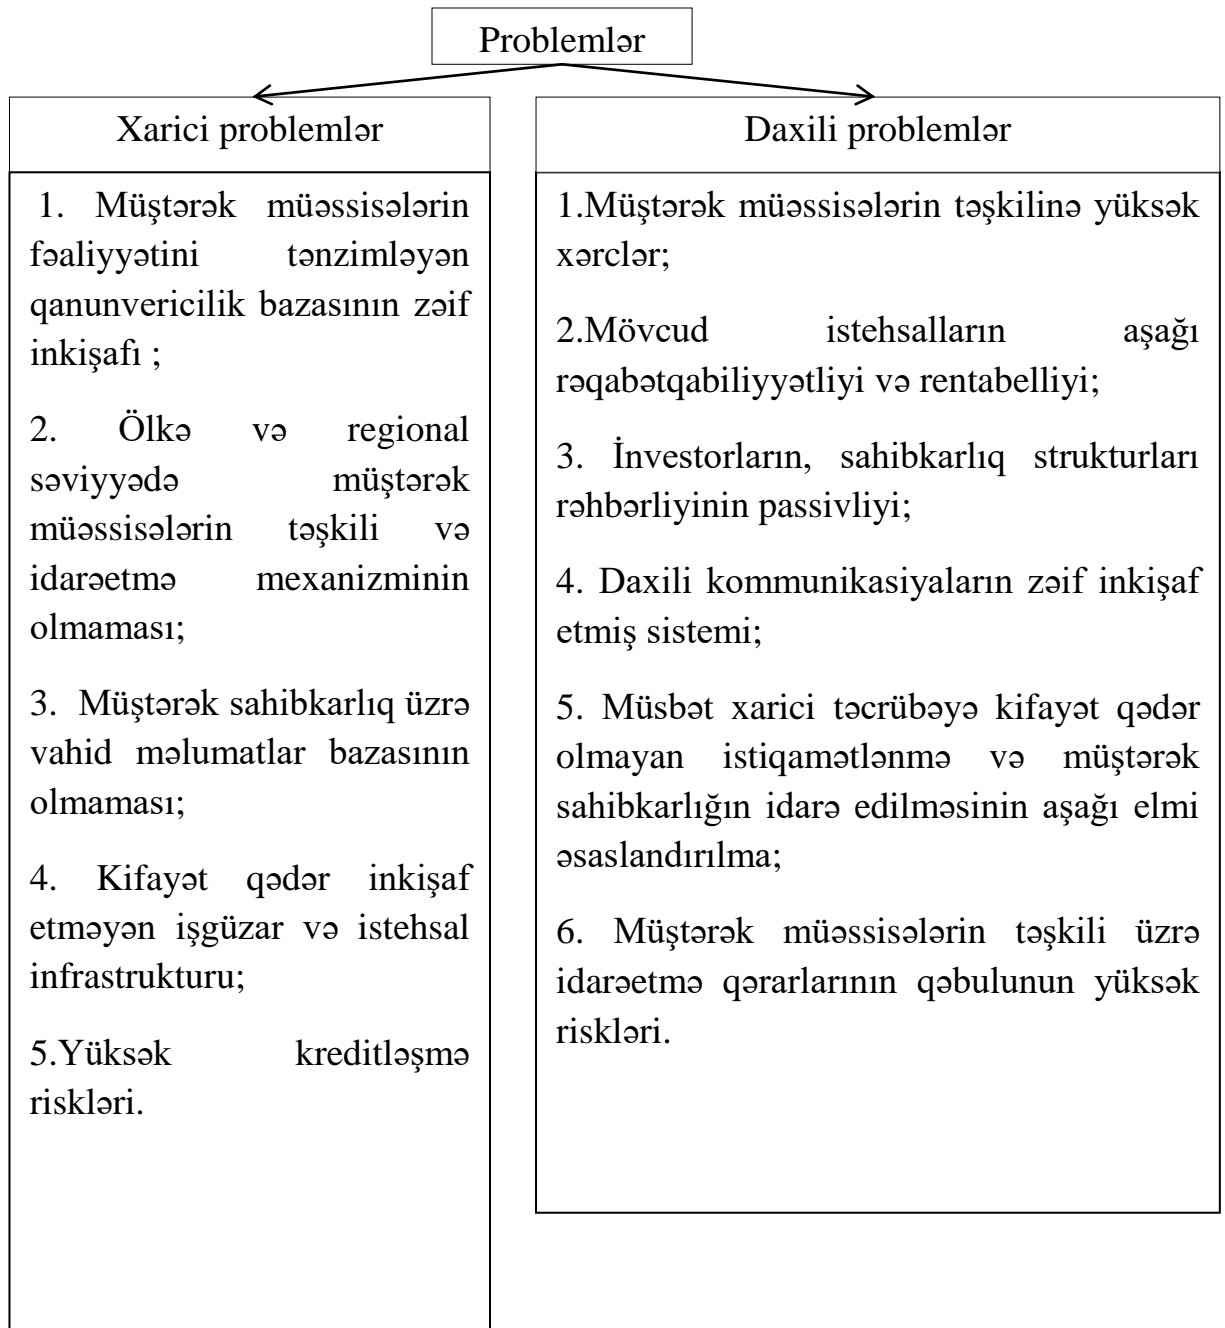 Problemlər
Xarici problemlər
1. Müştərək müəssisələrin
fəaliyyətini tənzimləyən
qanunvericilik bazasının zəif
inkişafı ;
2. Ölkə və regional
səviyyədə müştərək
müəssisələrin təşkili və
idarəetmə mexanizminin
olmaması;
3. Müştərək sahibkarlıq üzrə
vahid məlumatlar bazasının
olmaması;
4. Kifayət qədər inkişaf
etməyən işgüzar və istehsal
infrastrukturu;
5.Yüksək kreditləşmə
riskləri.
Daxili problemlər
1.Müştərək müəssisələrin təşkilinə yüksək
xərclər;
2.Mövcud istehsalların aşağı
rəqabətqabiliyyətliyi və rentabelliyi;
3. İnvestorların, sahibkarlıq strukturları
rəhbərliyinin passivliyi;
4. Daxili kommunikasiyaların zəif inkişaf
etmiş sistemi;
5. Müsbət xarici təcrübəyə kifayət qədər
olmayan istiqamətlənmə və müştərək
sahibkarlığın idarə edilməsinin aşağı elmi
əsaslandırılma;
6. Müştərək müəssisələrin təşkili üzrə
idarəetmə qərarlarının qəbulunun yüksək
riskləri.